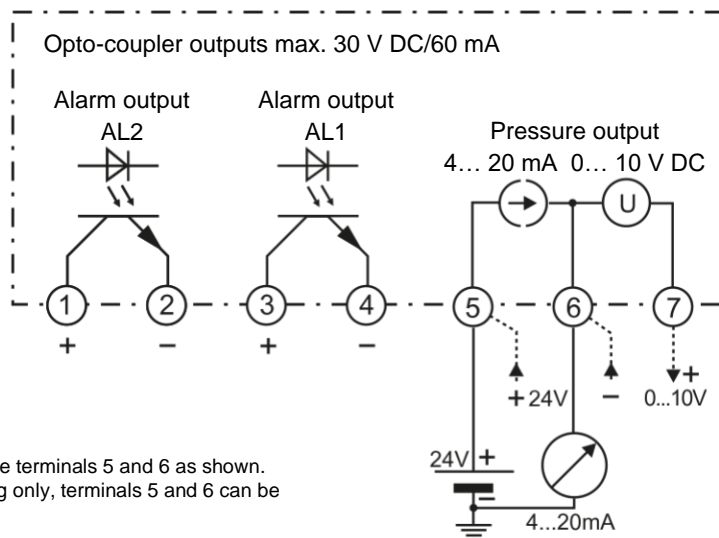 Opto-coupler outputs max. 30 V DC/60 mA
Alarm output
AL2
Alarm output
AL1
Pressure output
4… 20 mA 0… 10 V DC
U
1 2 3 4 5 6 7
+ − + −
+ 24V − + 0...10V
24V + −
4...20mA
e terminals 5 and 6 as shown.
g only, terminals 5 and 6 can be